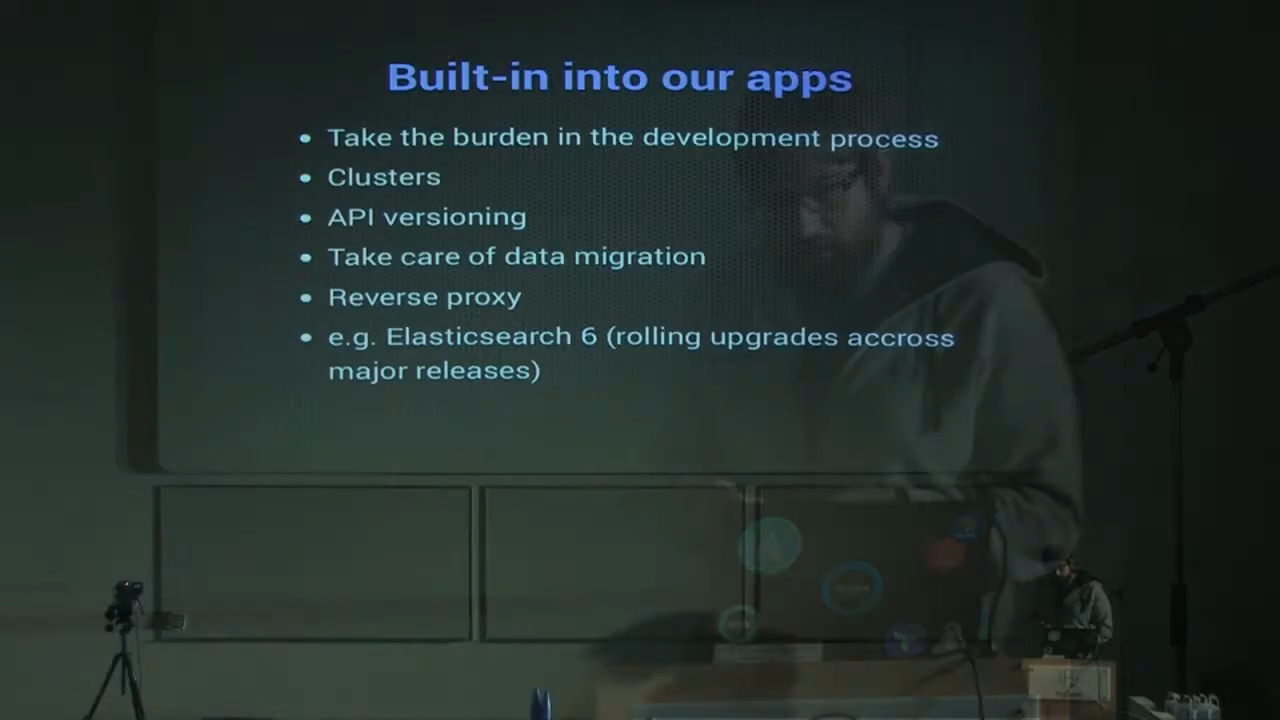 Built-in into our apps
• Take the burden in the development process
• Clusters
• API versioning
• Take care of data migration
• Reverse proxy
• e.g. Elasticsearch 6 (rolling upgrades accross
major releases)